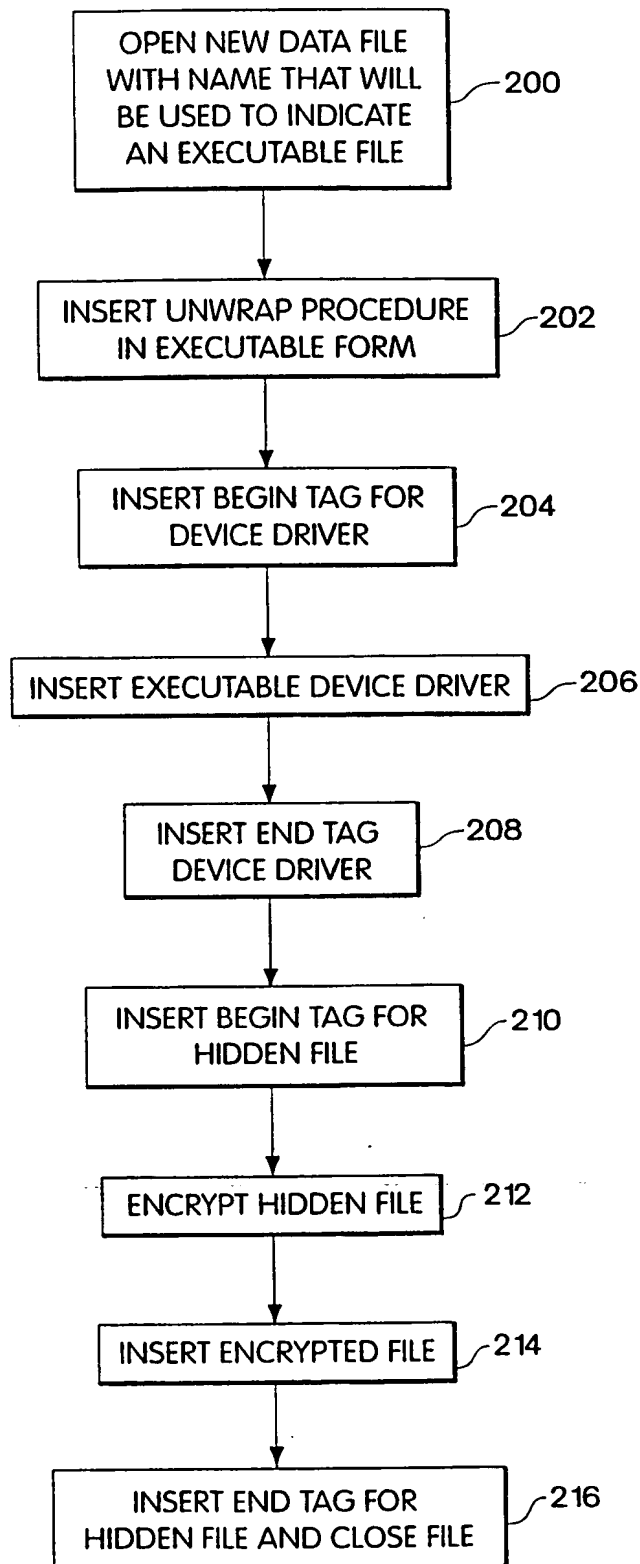 OPEN NEW DATA FILE
WITH NAME THAT WILL
BE USED TO INDICATE
AN EXECUTABLE FILE
200
INSERT UNWRAP PROCEDURE
IN EXECUTABLE FORM
202
INSERT BEGIN TAG FOR
DEVICE DRIVER
204
INSERT EXECUTABLE DEVICE DRIVER
206
INSERT END TAG
DEVICE DRIVER
208
INSERT BEGIN TAG FOR
HIDDEN FILE
210
ENCRYPT HIDDEN FILE
212
INSERT ENCRYPTED FILE
214
INSERT END TAG FOR
HIDDEN FILE AND CLOSE FILE
216